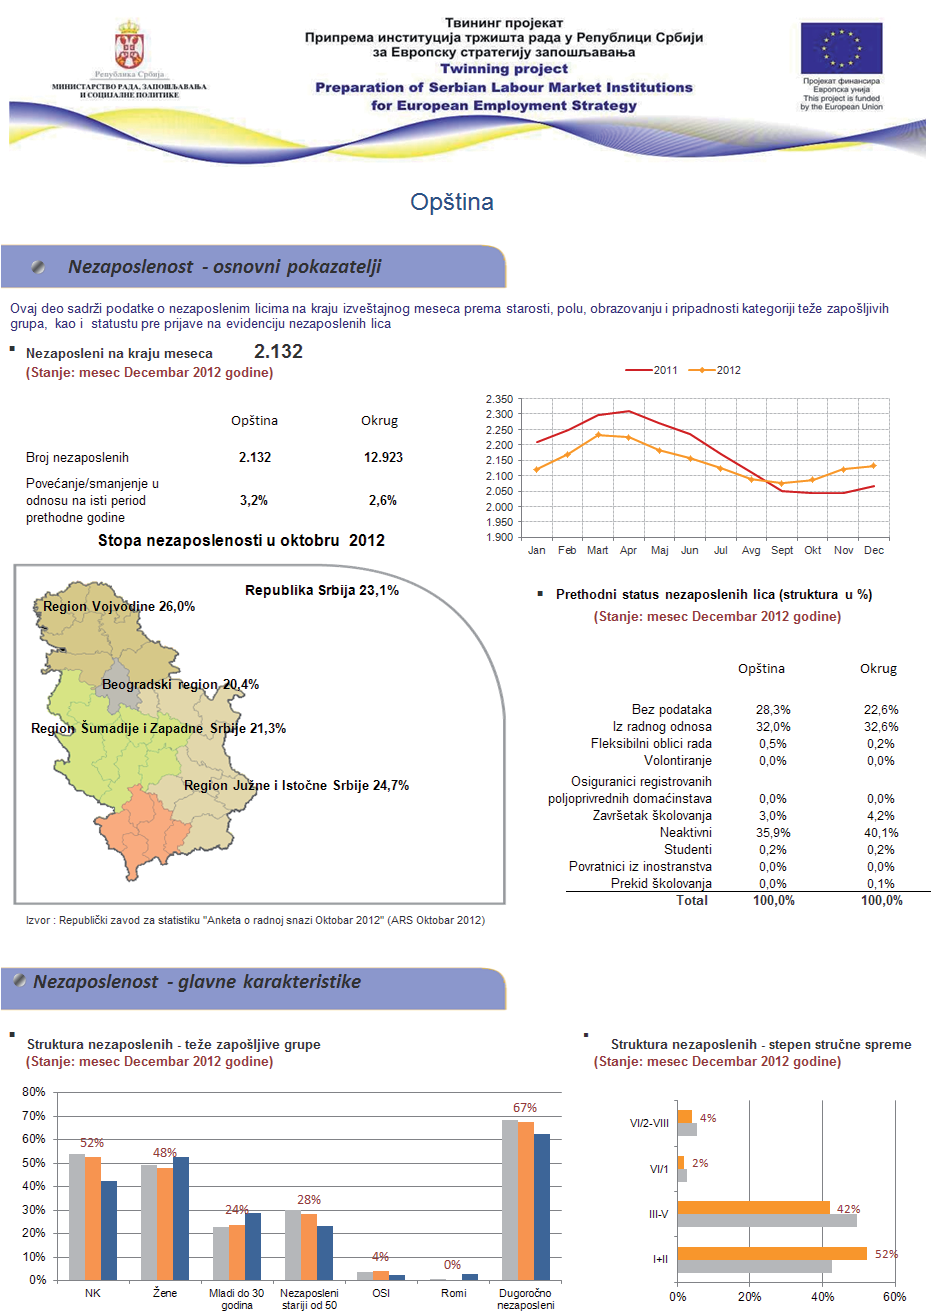 Република Србија
МИНИСТАРСТВО РАДА, ЗАПОШЉАВАЊА
И СОЦИЈАЛНЕ ПОЛИТИКЕ
Твининг пројекат
Припрема институција тржишта рада у Републици Србији
за Европску стратегију запошљавања
Twinning project
Preparation of Serbian Labour Market Institutions
for European Employment Strategy
Пројекат финансира
Европска унија
This project is funded
by the European Union
Opština
Nezaposlenost - osnovni pokazatelji
Ovaj deo sadrži podatke o nezaposlenim licima na kraju izveštajnog meseca prema starosti, polu, obrazovanju i pripadnosti kategoriji teže zapošljivih
grupa, kao i statustu pre prijave na evidenciju nezaposlenih lica
Nezaposleni na kraju meseca 2.132
(Stanje: mesec Decembar 2012 godine)
Opština Okrug
Broj nezaposlenih 2.132 12.923
Povećanje/smanjenje u
odnosu na isti period 3,2% 2,6%
prethodne godine
2011 2012
2.350
2.300
2.250
2.200
2.150
2.100
2.050
2.000
1.950
1.900
Jan Feb Mart Apr Maj Jun Jul Avg Sept Okt Nov Dec
Stopa nezaposlenosti u oktobru 2012
Republika Srbija 23,1%
Region Vojvodine 26,0%
Beogradski region 20,4%
Region Šumadije i Zapadne Srbije 21,3%
Region Južne i Istočne Srbije 24,7%
Izvor : Republički zavod za statistiku "Anketa o radnoj snazi Oktobar 2012" (ARS Oktobar 2012)
Prethodni status nezaposlenih lica (struktura u %)
(Stanje: mesec Decembar 2012 godine)
Opština Okrug
Bez podataka 28,3% 22,6%
Iz radnog odnosa 32,0% 32,6%
Fleksibilni oblici rada 0,5% 0,2%
Volontiranje 0,0% 0,0%
Osiguranici registrovanih
poljoprivrednih domaćinstava 0,0% 0,0%
Završetak školovanja 3,0% 4,2%
Neaktivni 35,9% 40,1%
Studenti 0,2% 0,2%
Povratnici iz inostranstva 0,0% 0,0%
Prekid školovanja 0,0% 0,1%
Total 100,0% 100,0%
Nezaposlenost - glavne karakteristike
Struktura nezaposlenih - teže zapošljive grupe
(Stanje: mesec Decembar 2012 godine)
80%
70%
60%
50%
40%
30%
20%
10%
0%
52% 48% 24% 28% 4% 0% 67%
NK Žene Mladi do 30 Nezaposleni OSI Romi Dugoročno
godina stariji od 50 nezaposleni
Struktura nezaposlenih - stepen stručne spreme
(Stanje: mesec Decembar 2012 godine)
VI/2-VIII 4%
VI/1 2%
III-V 42%
I+II 52%
0% 20% 40% 60%